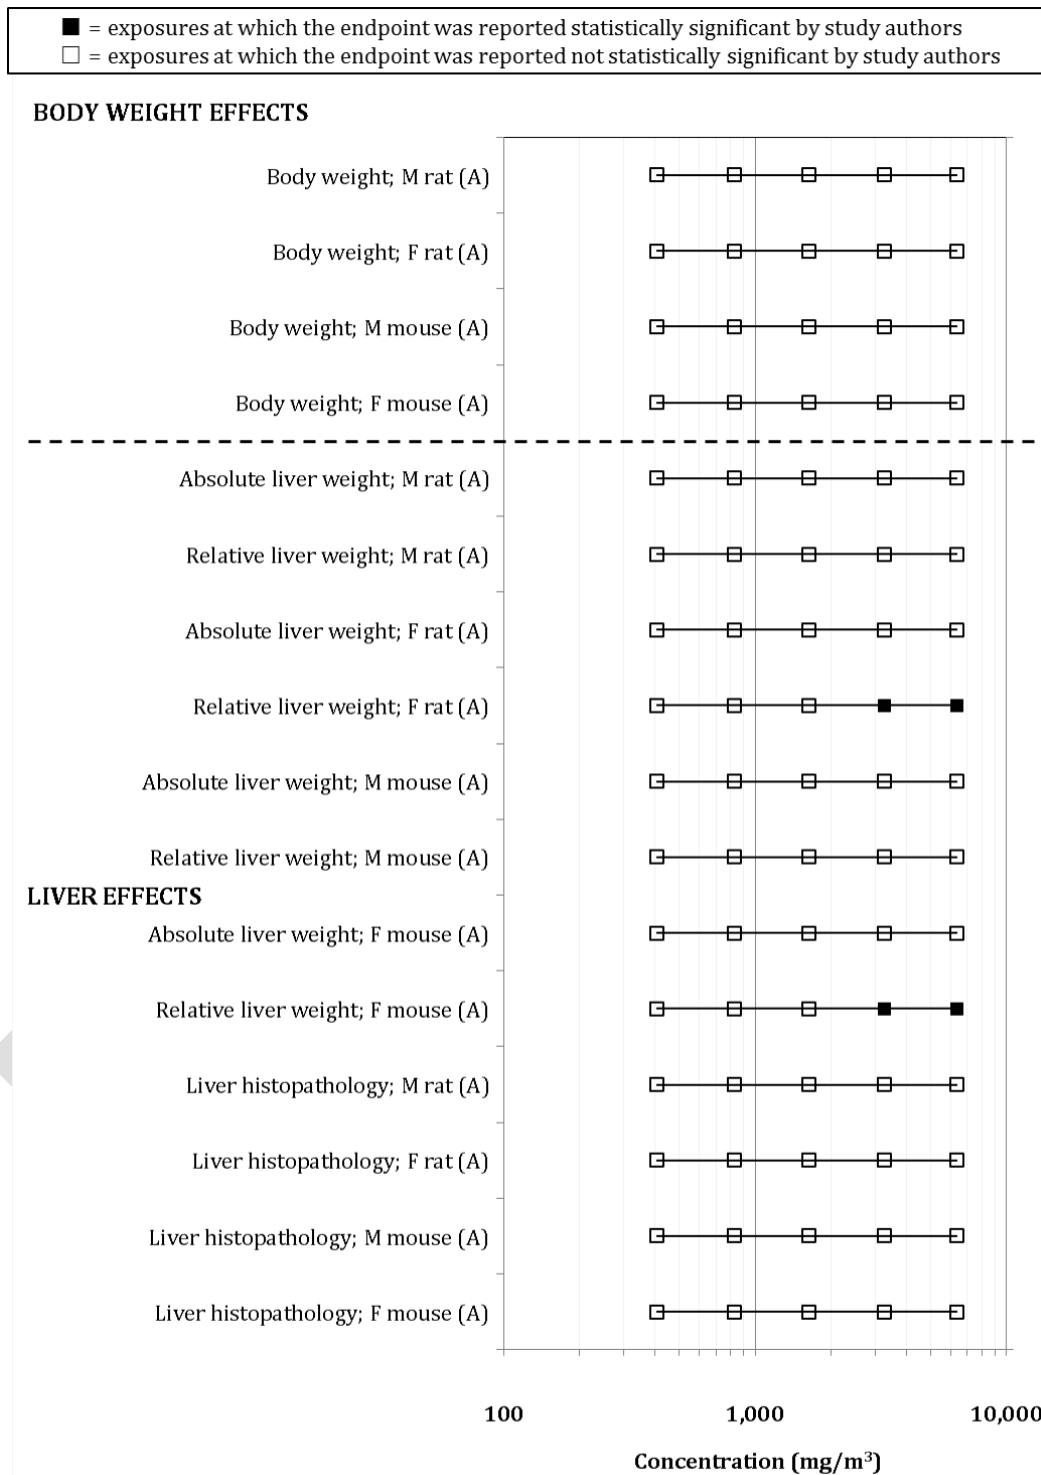 ■ = exposures at which the endpoint was reported statistically significant by study authors
□ = exposures at which the endpoint was reported not statistically significant by study authors
BODY WEIGHT EFFECTS
Body weight; M rat (A)
Body weight; F rat (A)
Body weight; M mouse (A)
Body weight; F mouse (A)
Absolute liver weight; M rat (A)
Relative liver weight; M rat (A)
Absolute liver weight; F rat (A)
Relative liver weight; F rat (A)
Absolute liver weight; M mouse (A)
Relative liver weight; M mouse (A)
LIVER EFFECTS
Absolute liver weight; F mouse (A)
Relative liver weight; F mouse (A)
Liver histopathology; M rat (A)
Liver histopathology; F rat (A)
Liver histopathology; M mouse (A)
Liver histopathology; F mouse (A)
100 1,000 10,000
Concentration (mg/m³)